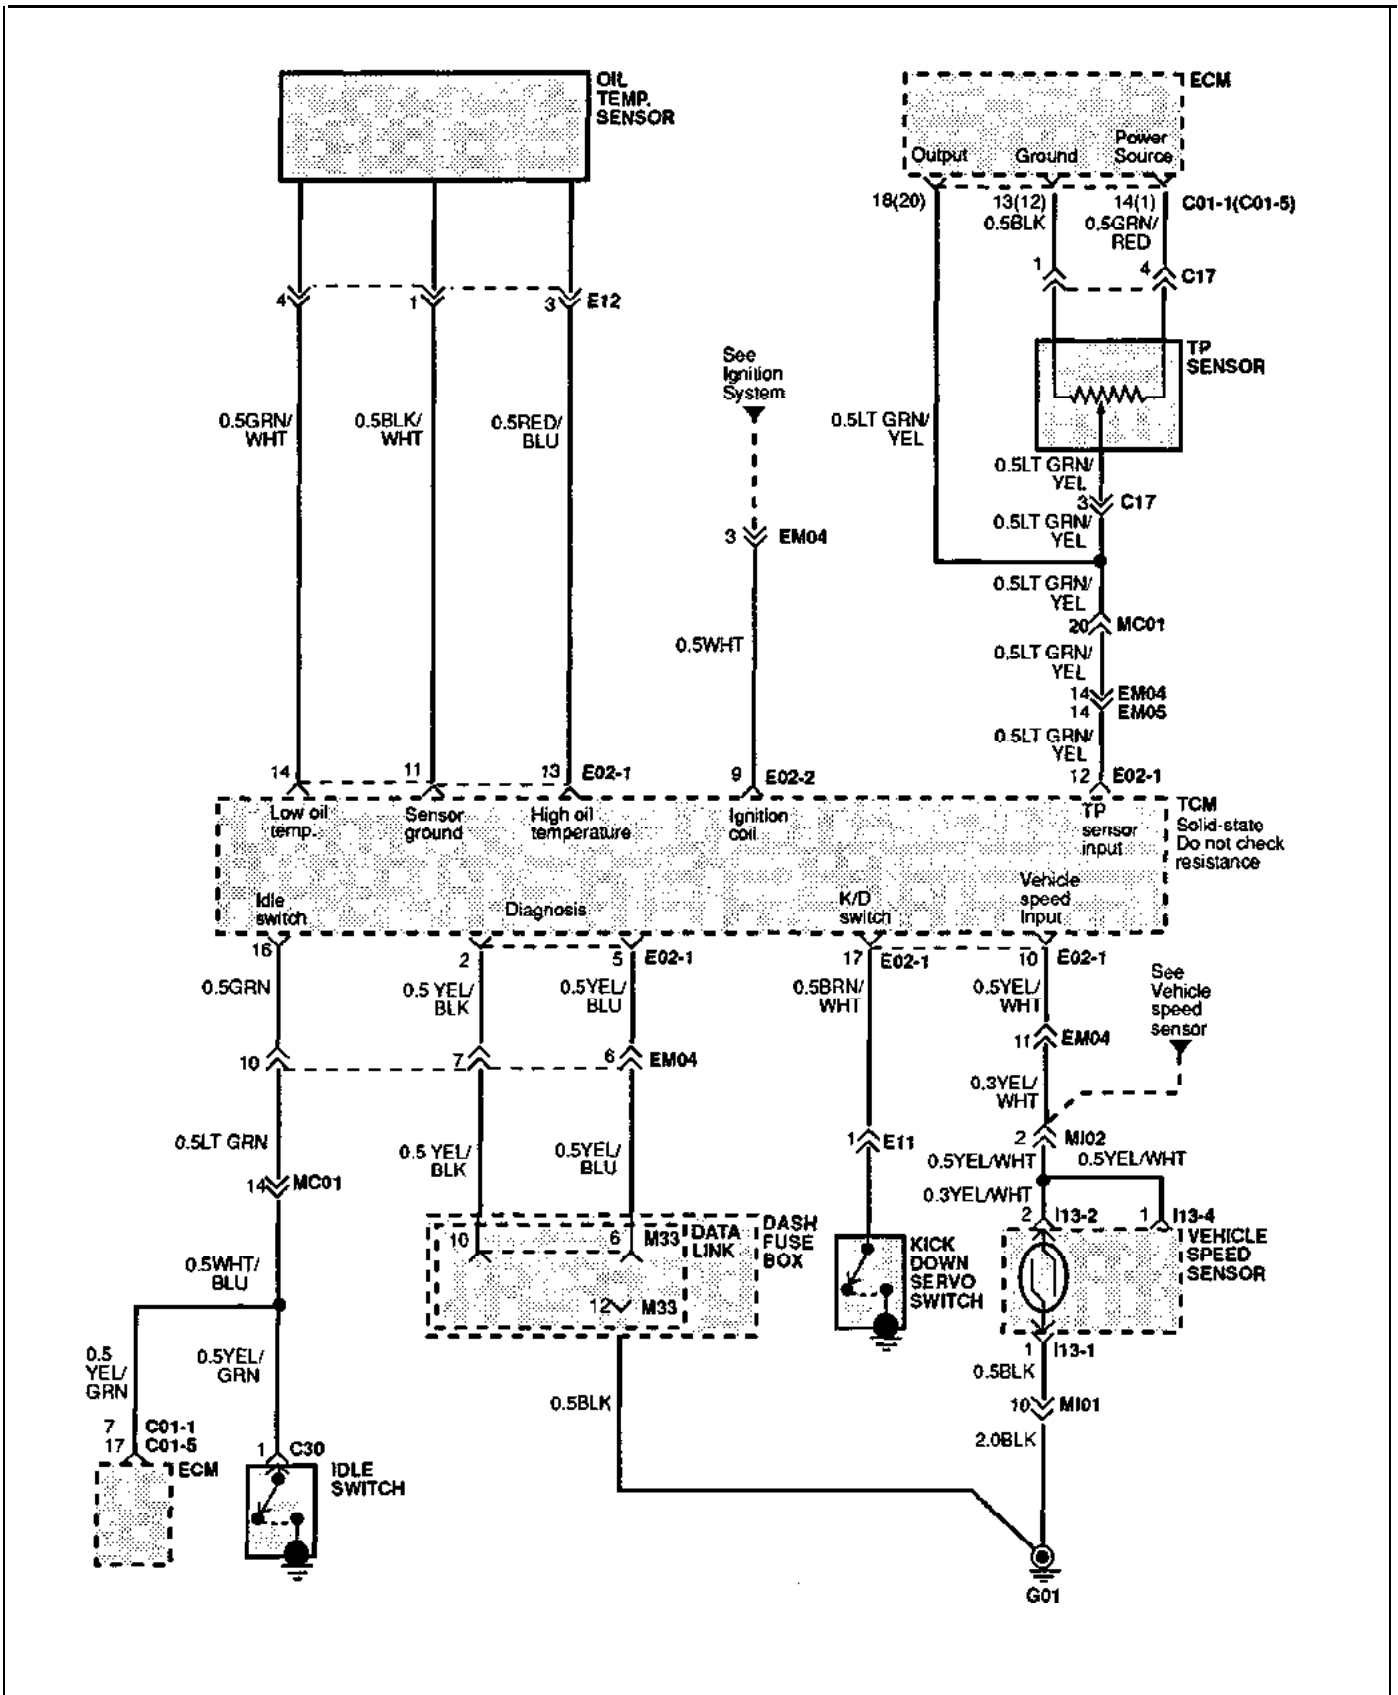 OIL
TEMP.
SENSOR
ECM
Output
Ground
Power
Source
18(20)
13(12)
14(1)
C01-1(C01-5)
0.5BLK
0.5GRN/
RED
1
4
C17
4
1
3
E12
TP
SENSOR
See
Ignition
System
0.5GRN/
WHT
0.5BLK/
WHT
0.5RED/
BLU
0.5LT GRN/
YEL
0.5LT GRN/
YEL
3
C17
0.5LT GRN/
YEL
3
EM04
0.5LT GRN/
YEL
20
MC01
0.5WHT
0.5LT GRN/
YEL
14
EM04
14
EM05
0.5LT GRN/
YEL
14
11
13
E02-1
9
E02-2
12
E02-1
Low oil
temp.
Sensor
ground
High oil
temperature
Ignition
coil
TP
sensor
input
TCM
Solid-state
Do not check
resistance
Idle
switch
Diagnosis
K/D
switch
Vehicle
speed
Input
16
2
5
E02-1
17
E02-1
10
E02-1
0.5GRN
0.5 YEL/
BLK
0.5YEL/
BLU
0.5BRN/
WHT
0.5YEL/
WHT
See
Vehicle
speed
sensor
10
7
6
EM04
11
EM04
0.3YEL/
WHT
0.5LT GRN
0.5 YEL/
BLK
0.5YEL/
BLU
1
E11
2
MI02
0.5YEL/WHT
0.5YEL/WHT
14
MC01
0.3YEL/WHT
2
I13-2
1
I13-4
10
6
M33
DATA
LINK
DASH
FUSE
BOX
12
M33
KICK
DOWN
SERVO
SWITCH
VEHICLE
SPEED
SENSOR
0.5WHT/
BLU
1
I13-1
0.5
YEL/
GRN
0.5YEL/
GRN
0.5BLK
0.5BLK
10
MI01
2.0BLK
7
C01-1
17
C01-5
1
C30
ECM
IDLE
SWITCH
G01